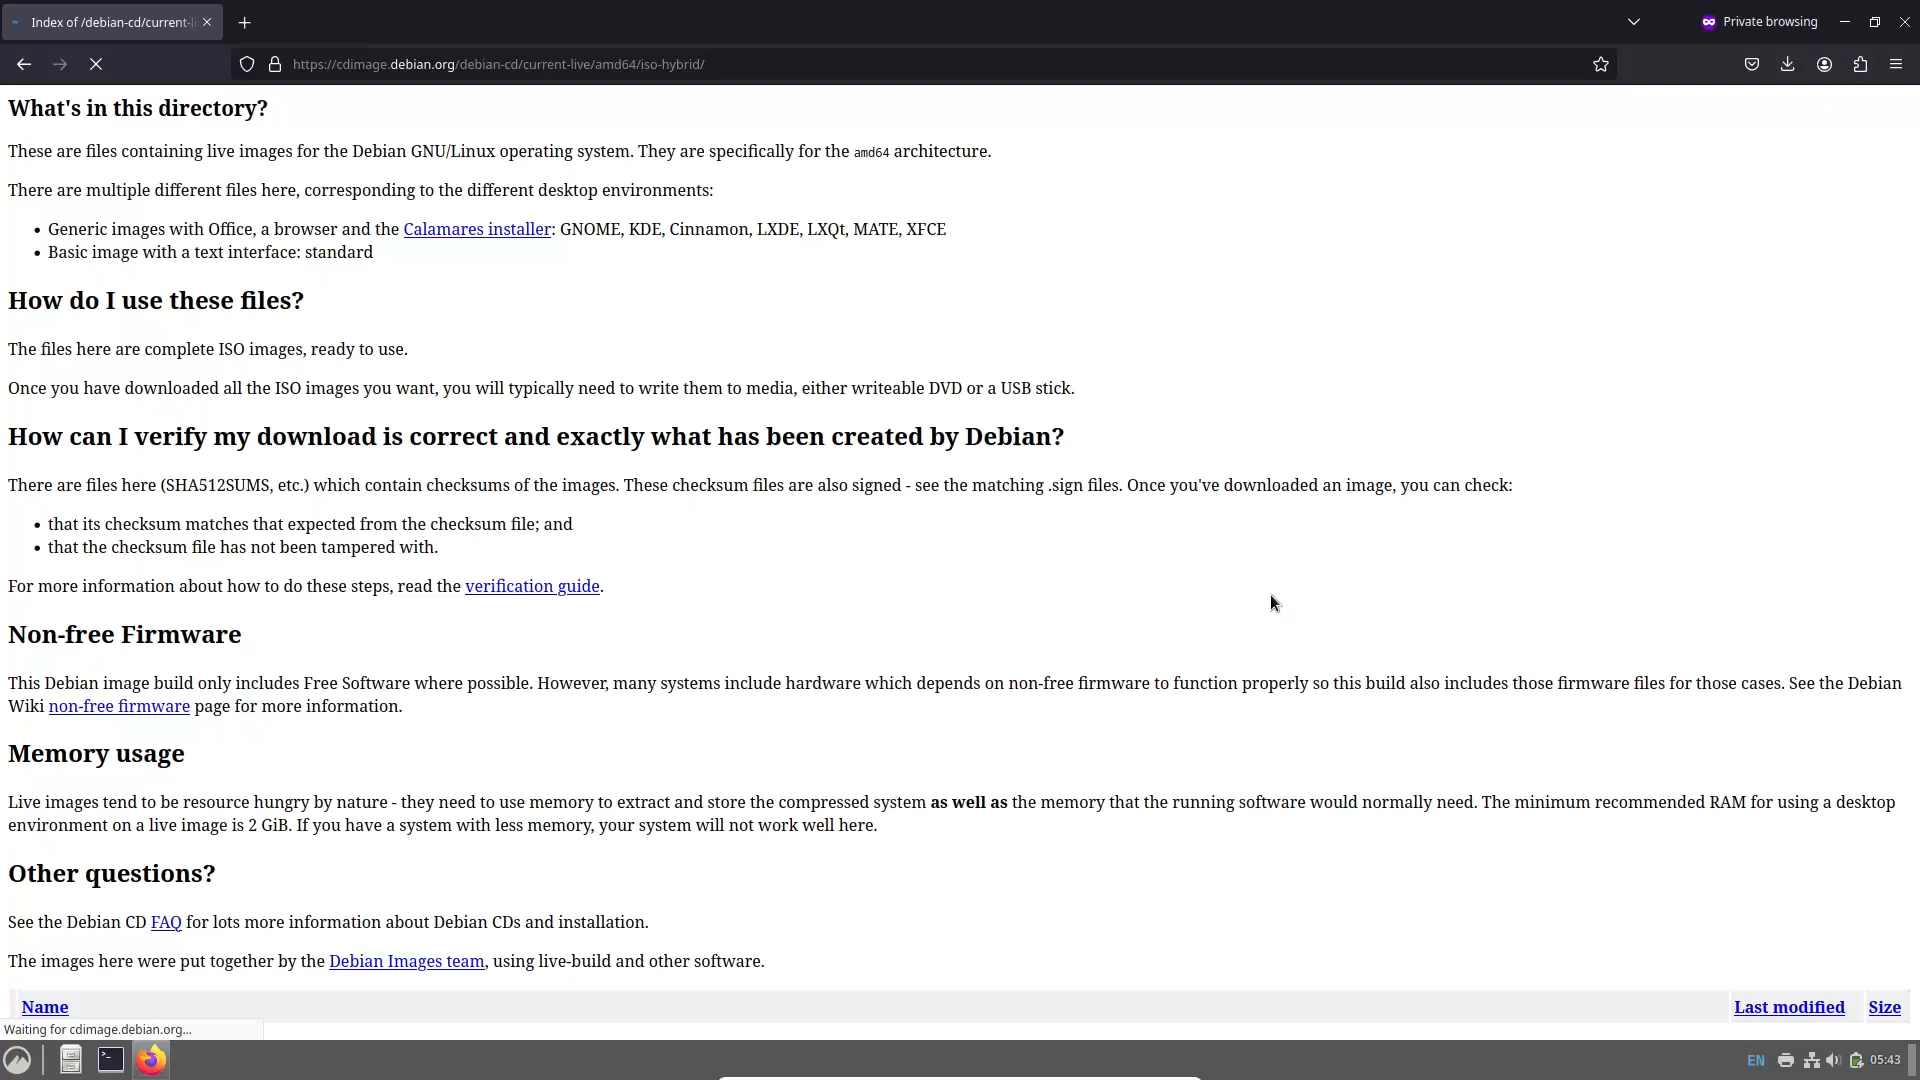 Index of /debian-cd/current-l
Private browsing
https://cdimage.debian.org/debian-cd/current-live/amd64/iso-hybrid/
What's in this directory?
These are files containing live images for the Debian GNU/Linux operating system. They are specifically for the amd64 architecture.
There are multiple different files here, corresponding to the different desktop environments:
• Generic images with Office, a browser and the Calamares installer: GNOME, KDE, Cinnamon, LXDE, LXQt, MATE, XFCE
• Basic image with a text interface: standard
How do I use these files?
The files here are complete ISO images, ready to use.
Once you have downloaded all the ISO images you want, you will typically need to write them to media, either writeable DVD or a USB stick.
How can I verify my download is correct and exactly what has been created by Debian?
There are files here (SHA512SUMS, etc.) which contain checksums of the images. These checksum files are also signed - see the matching .sign files. Once you've downloaded an image, you can check:
• that its checksum matches that expected from the checksum file; and
• that the checksum file has not been tampered with.
For more information about how to do these steps, read the verification guide.
Non-free Firmware
This Debian image build only includes Free Software where possible. However, many systems include hardware which depends on non-free firmware to function properly so this build also includes those firmware files for those cases. See the Debian
Wiki non-free firmware page for more information.
Memory usage
Live images tend to be resource hungry by nature - they need to use memory to extract and store the compressed system as well as the memory that the running software would normally need. The minimum recommended RAM for using a desktop
environment on a live image is 2 GiB. If you have a system with less memory, your system will not work well here.
Other questions?
See the Debian CD FAQ for lots more information about Debian CDs and installation.
The images here were put together by the Debian Images team, using live-build and other software.
Name Last modified Size
Waiting for cdimage.debian.org...
EN 05:43